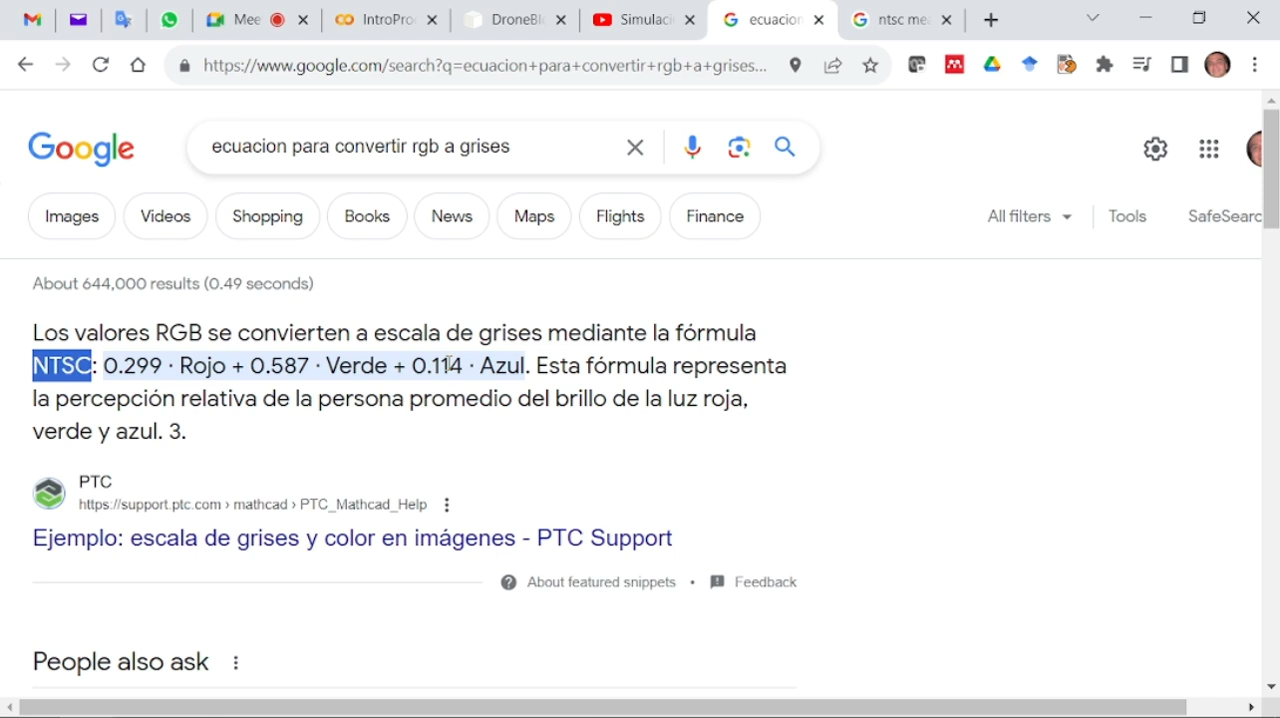 Mee
IntroPro
DroneBl
Simulaci
ecuacion
ntsc me
https://www.google.com/search?q=ecuacion+para+convertir+rgb+a+grises...
Google
ecuacion para convertir rgb a grises
Images
Videos
Shopping
Books
News
Maps
Flights
Finance
All filters
Tools
SafeSearc
About 644,000 results (0.49 seconds)
Los valores RGB se convierten a escala de grises mediante la fórmula
NTSC: 0.299 · Rojo + 0.587 · Verde + 0.114 · Azul. Esta fórmula representa
la percepción relativa de la persona promedio del brillo de la luz roja,
verde y azul. 3.
PTC
https://support.ptc.com › mathcad › PTC_Mathcad_Help
Ejemplo: escala de grises y color en imágenes - PTC Support
About featured snippets • Feedback
People also ask